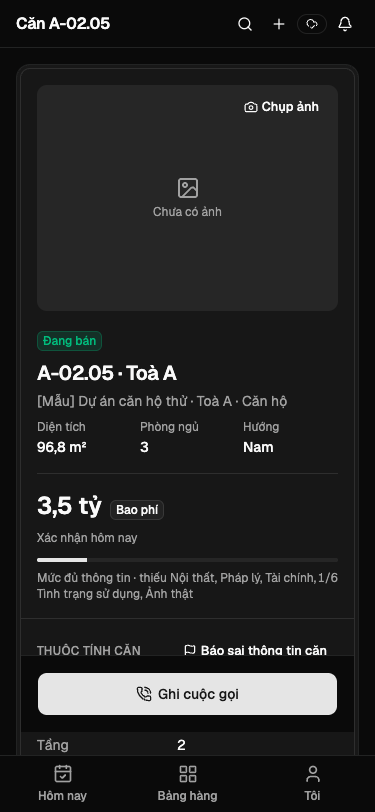 Căn A-02.05
Chụp ảnh
Chưa có ảnh
Đang bán
A-02.05 · Toà A
[Mẫu] Dự án căn hộ thử · Toà A · Căn hộ
Diện tích Phòng ngủ Hướng
96,8 m² 3 Nam
3,5 tỷ Bao phí
Xác nhận hôm nay
Mức đủ thông tin · thiếu Nội thất, Pháp lý, Tài chính, 1/6
Tình trạng sử dụng, Ảnh thật
THUỘC TÍNH CĂN Báo sai thông tin căn
Ghi cuộc gọi
Tầng 2
Hôm nay Bảng hàng Tôi